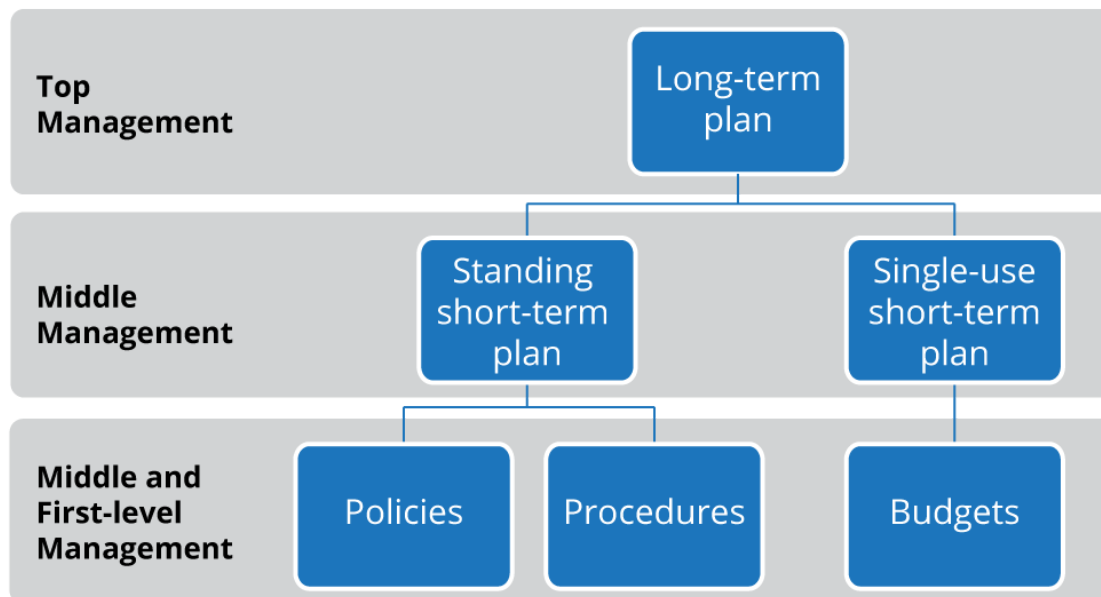 Top
Management
Long-term
plan
Middle
Management
Standing
short-term
plan
Single-use
short-term
plan
Middle and
First-level
Management
Policies
Procedures
Budgets